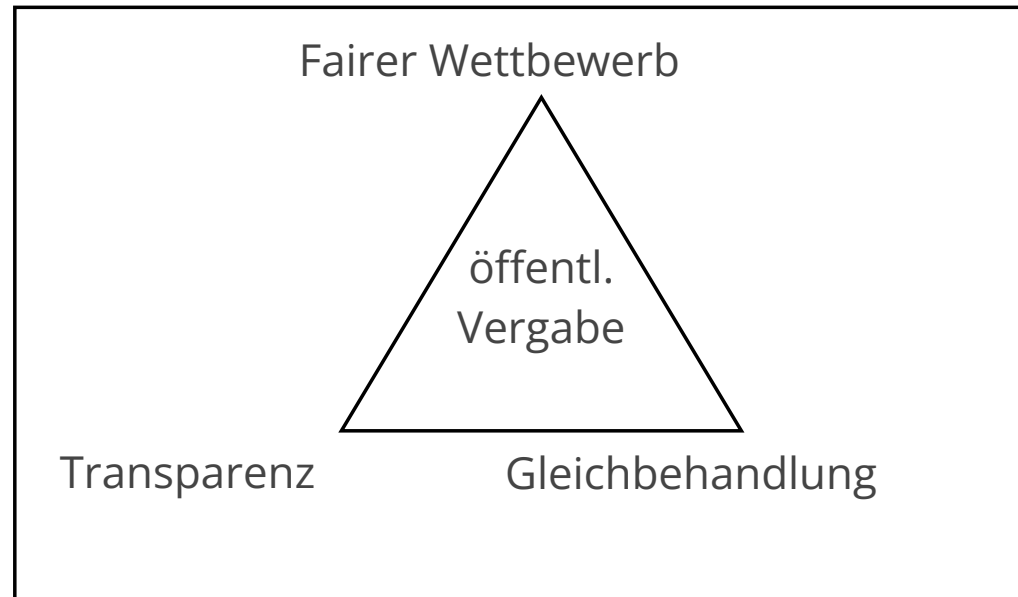 Fairer Wettbewerb
öffentl.
Vergabe
Transparenz
Gleichbehandlung